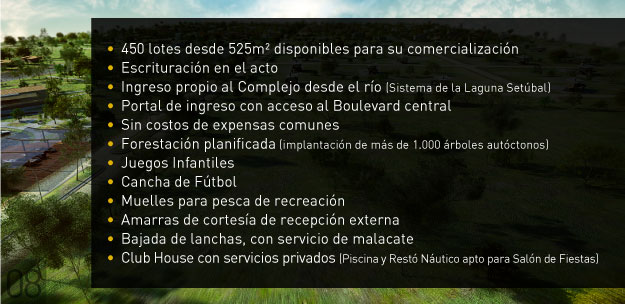 • 450 lotes desde 525m² disponibles para su comercialización
• Escrituración en el acto
• Ingreso propio al Complejo desde el río (Sistema de la Laguna Setúbal)
• Portal de ingreso con acceso al Boulevard central
• Sin costos de expensas comunes
• Forestación planificada (implantación de más de 1.000 árboles autóctonos)
• Juegos Infantiles
• Cancha de Fútbol
• Muelles para pesca de recreación
• Amarras de cortesía de recepción externa
• Bajada de lanchas, con servicio de malacate
• Club House con servicios privados (Piscina y Restó Náutico apto para Salón de Fiestas)
08